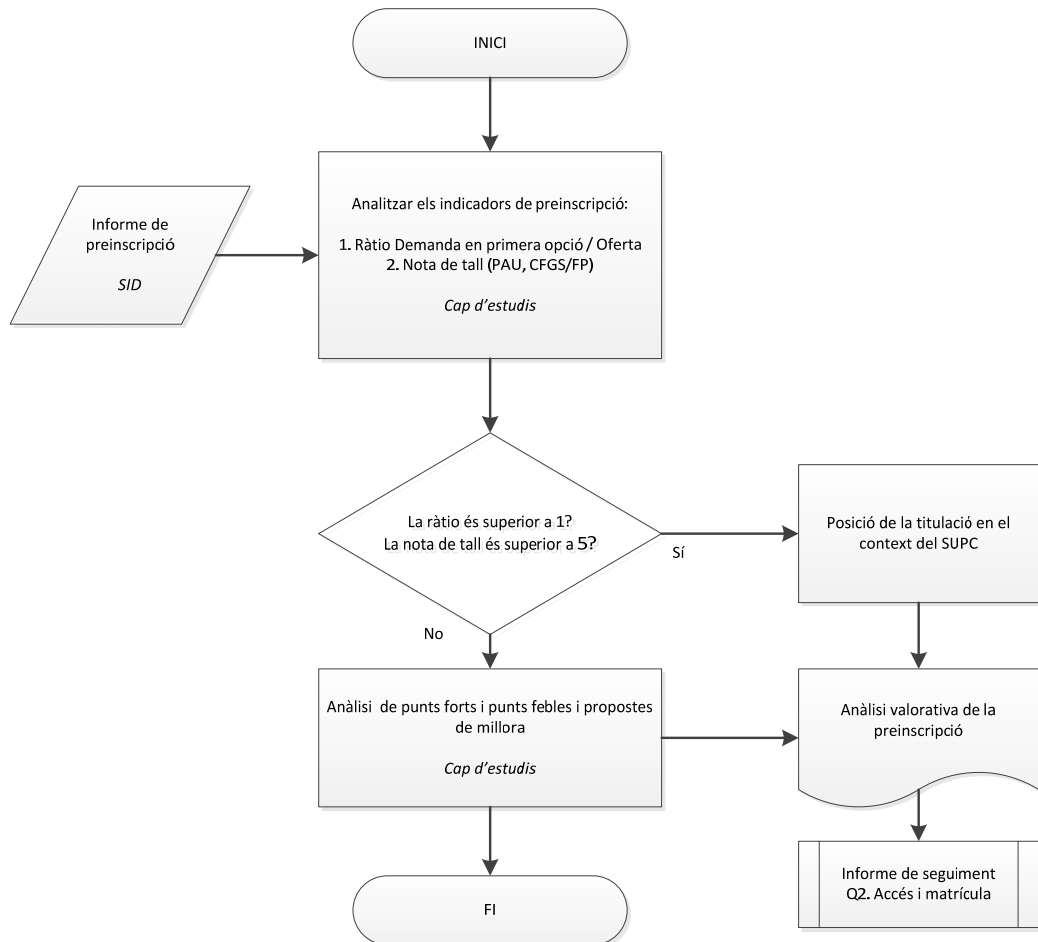 INICI
Informe de
preinscripció
SID
Analitzar els indicadors de preinscripció:
1. Ràtio Demanda en primera opció / Oferta
2. Nota de tall (PAU, CFGS/FP)
Cap d'estudis
La ràtio és superior a 1?
La nota de tall és superior a 5?
Sí
Posició de la titulació en el
context del SUPC
No
Anàlisi de punts forts i punts febles i propostes
de millora
Cap d'estudis
Anàlisi valorativa de la
preinscripció
Informe de seguiment
Q2. Accés i matrícula
FI